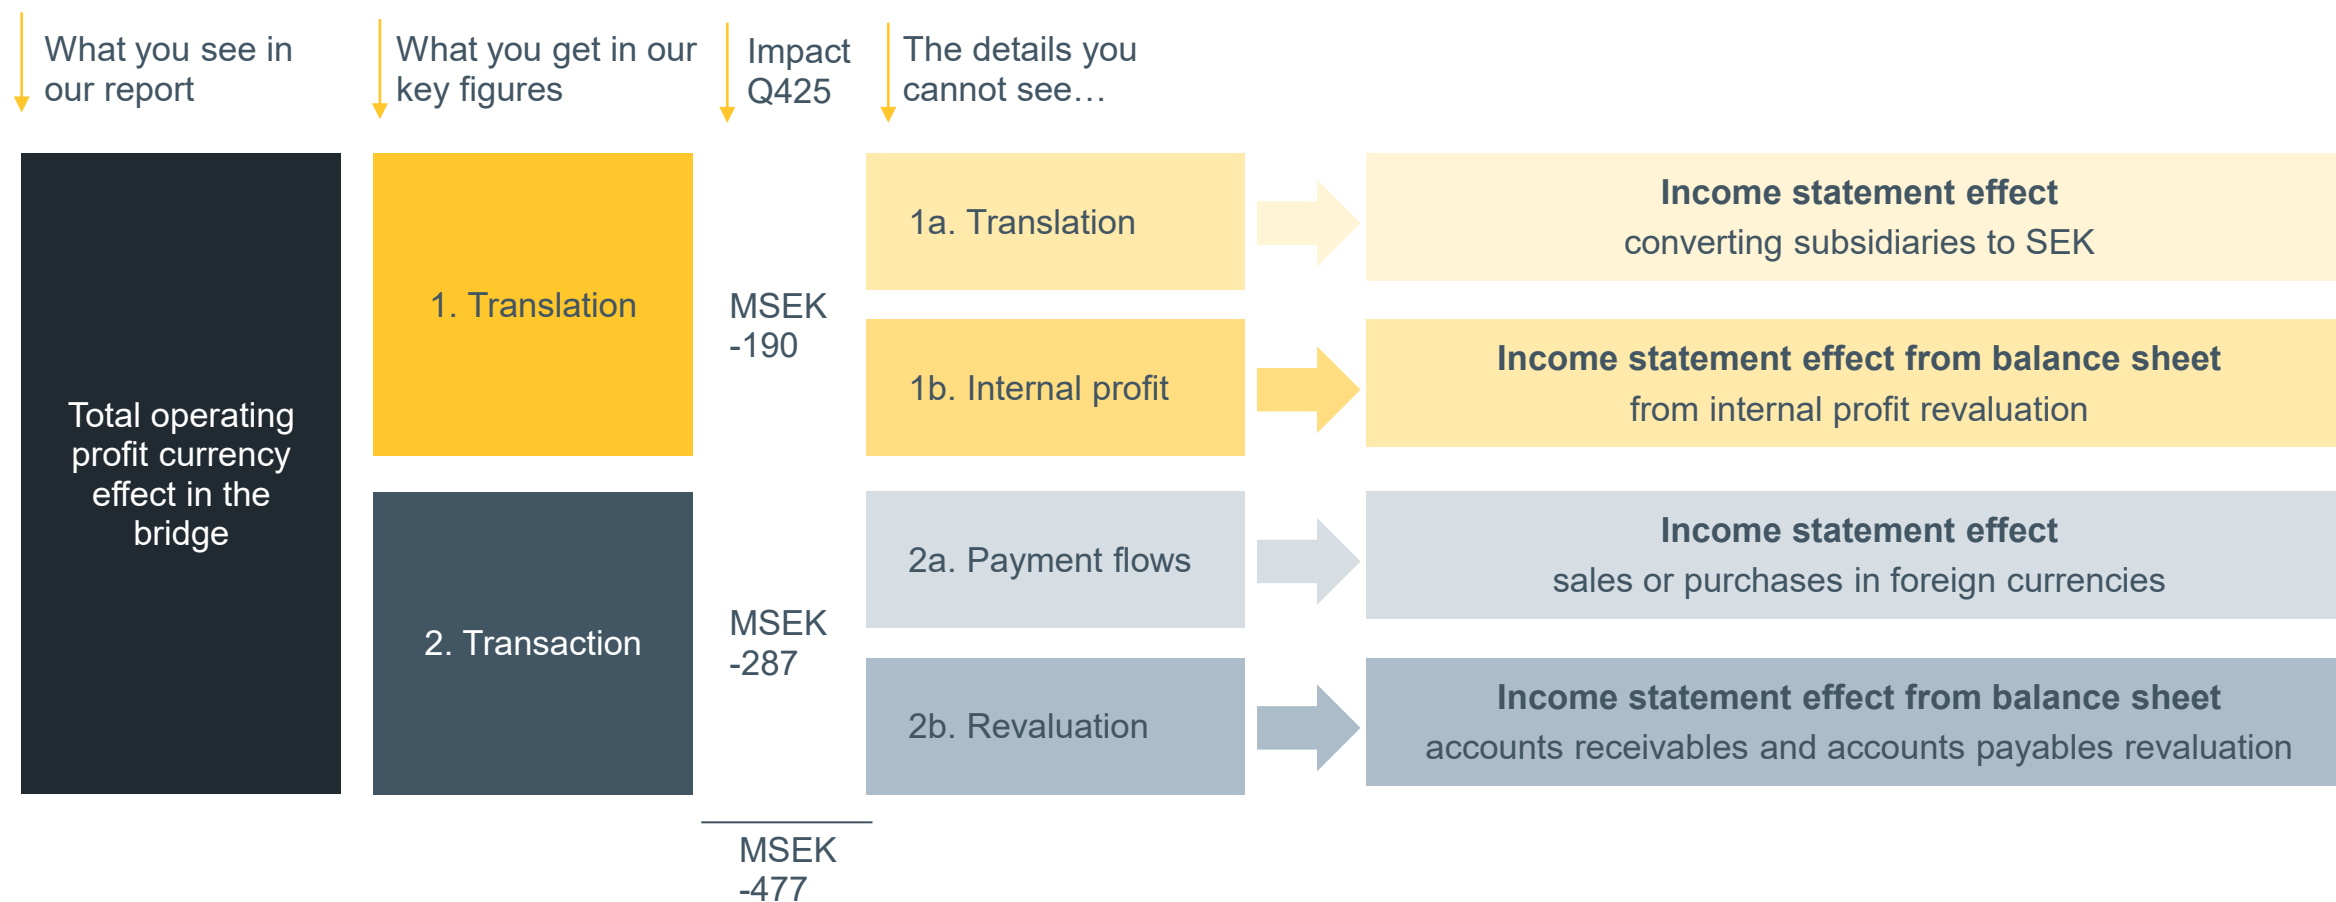 What you see in
our report
What you get in our
key figures
Impact
Q425
The details you
cannot see…
Total operating
profit currency
effect in the
bridge
1. Translation
MSEK
-190
1a. Translation
Income statement effect
converting subsidiaries to SEK
1b. Internal profit
Income statement effect from balance sheet
from internal profit revaluation
2. Transaction
MSEK
-287
2a. Payment flows
Income statement effect
sales or purchases in foreign currencies
2b. Revaluation
Income statement effect from balance sheet
accounts receivables and accounts payables revaluation
MSEK
-477